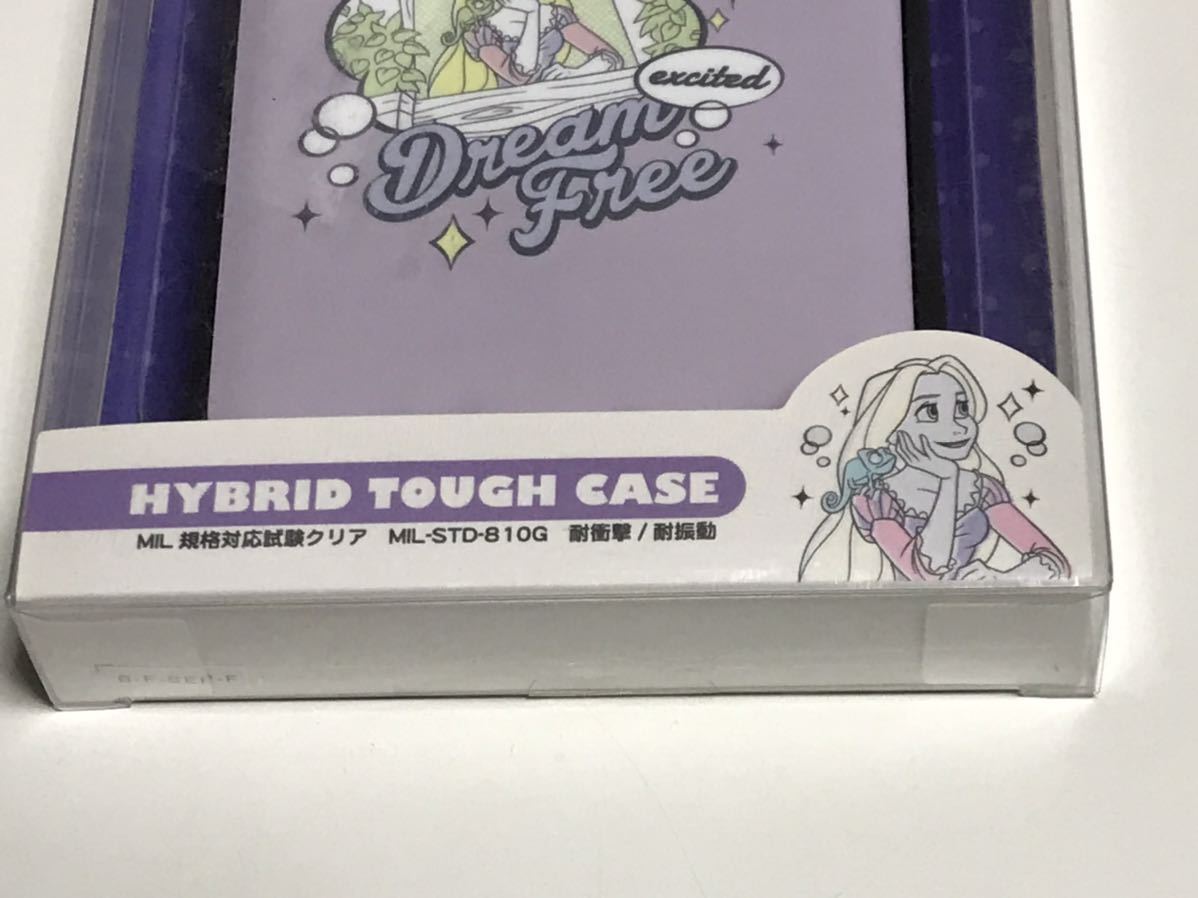 excited
Dream
Free
HYBRID TOUGH CASE
MIL 規格対応試験クリア MIL-STD-810G 耐衝撃/耐振動